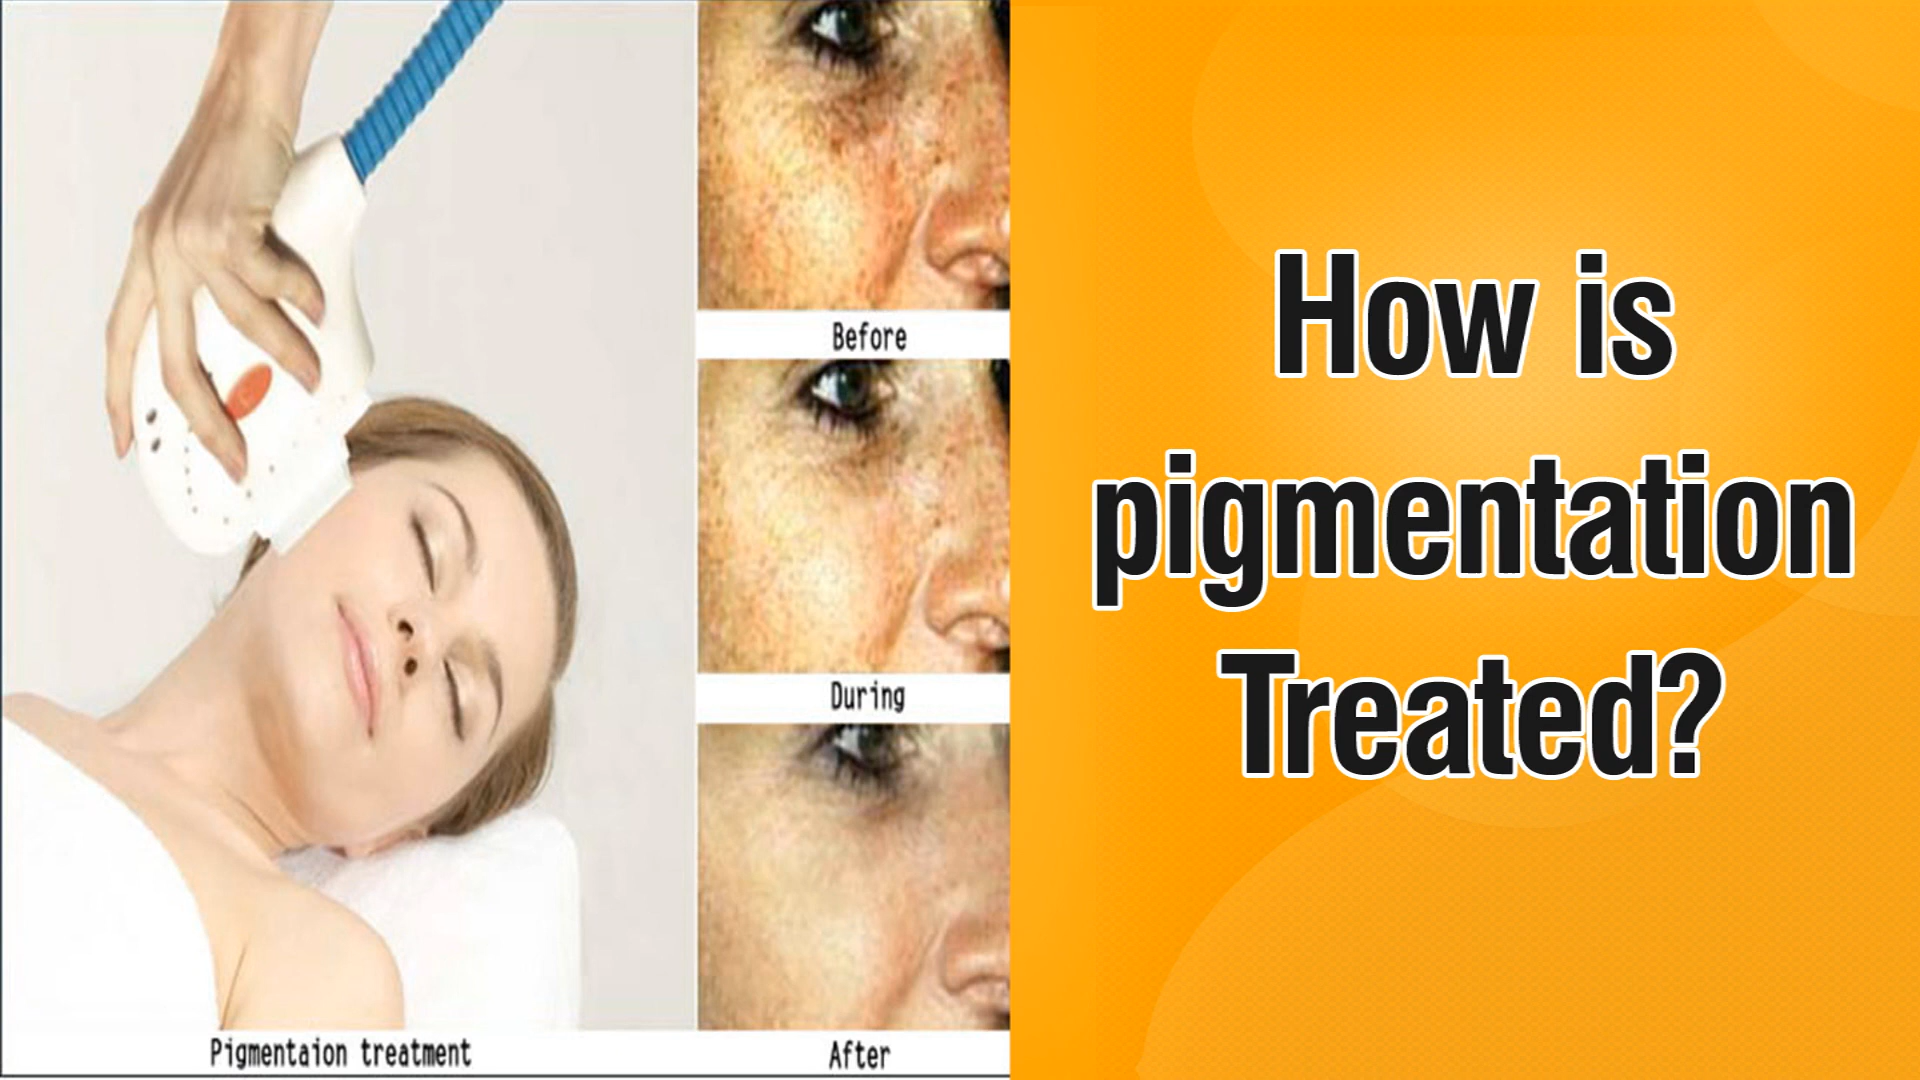 Before
During
Pigmentaion treatment
After
How is
pigmentation
Treated?